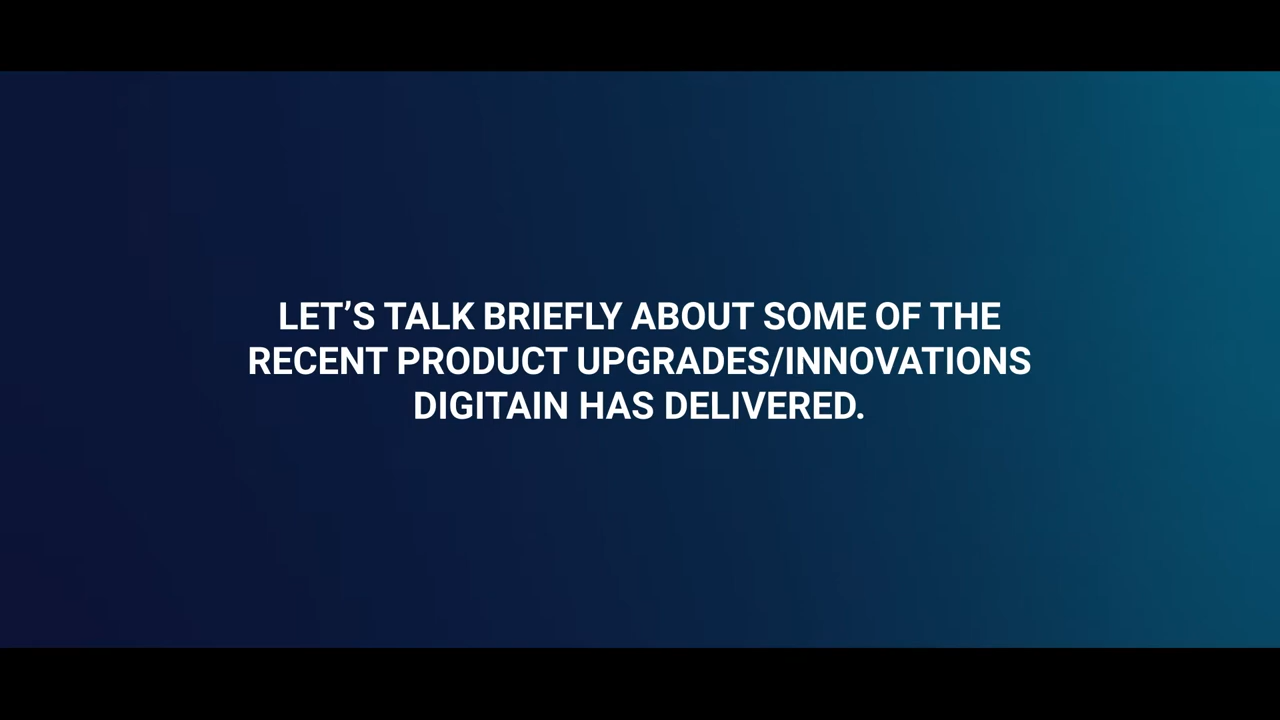 LET’S TALK BRIEFLY ABOUT SOME OF THE
RECENT PRODUCT UPGRADES/INNOVATIONS
DIGITAIN HAS DELIVERED.